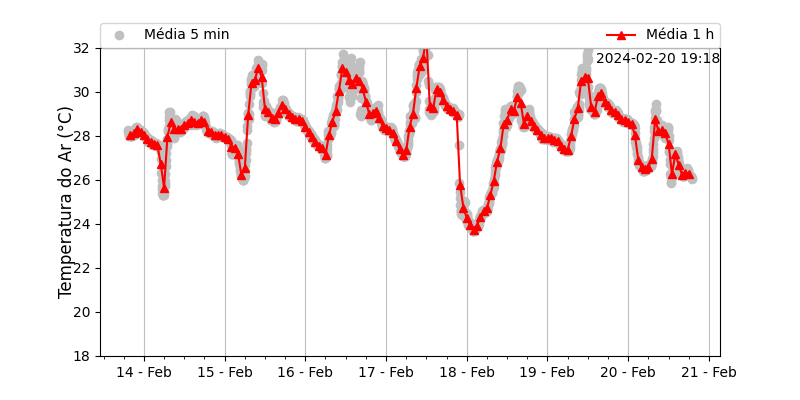 Média 5 min
Média 1 h
2024-02-20 19:18
Temperatura do Ar (°C)
32
30
28
26
24
22
20
18
14 - Feb
15 - Feb
16 - Feb
17 - Feb
18 - Feb
19 - Feb
20 - Feb
21 - Feb